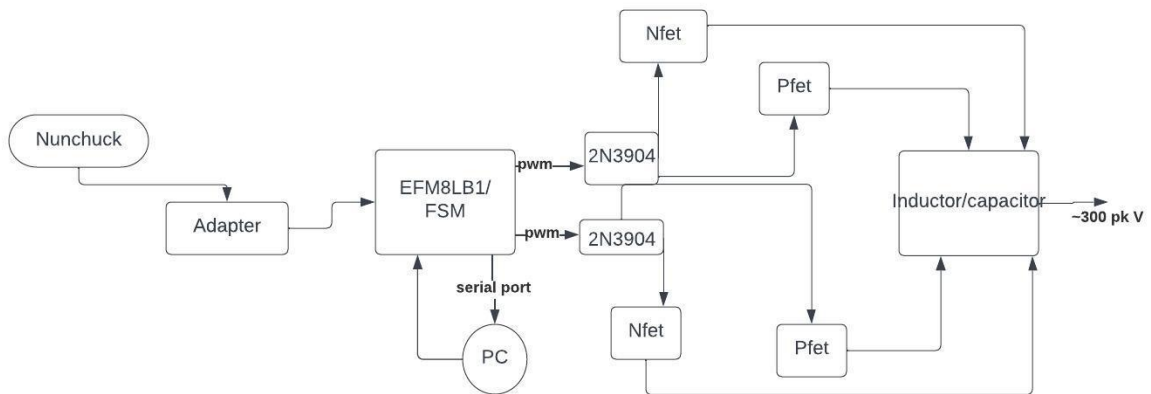 Nfet
Pfet
Nunchuck
pwm
2N3904
EFM8LB1/
FSM
Inductor/capacitor
~300 pk V
Adapter
pwm
2N3904
serial port
Nfet
Pfet
PC